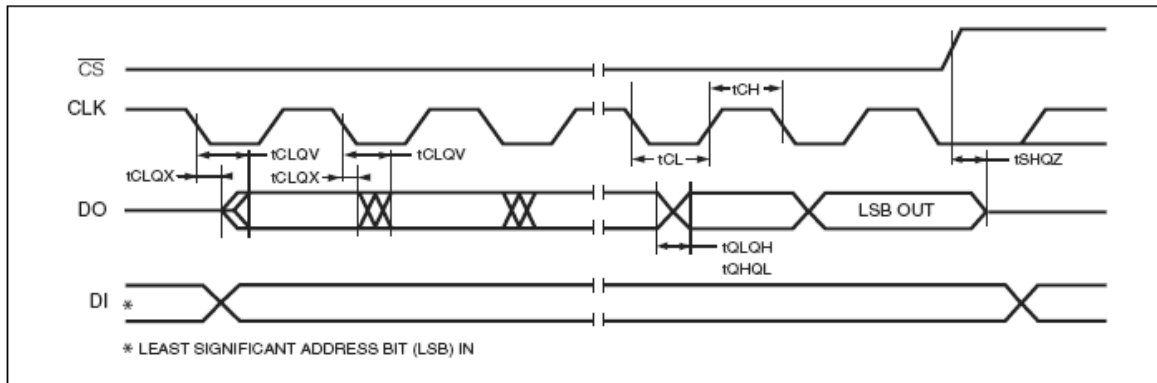 CS
CLK
tCH
tCLQV
tCLQV
tCL
tSHQZ
tCLQX
tCLQX
DO
LSB OUT
tQLQH
tQHQL
DI *
* LEAST SIGNIFICANT ADDRESS BIT (LSB) IN